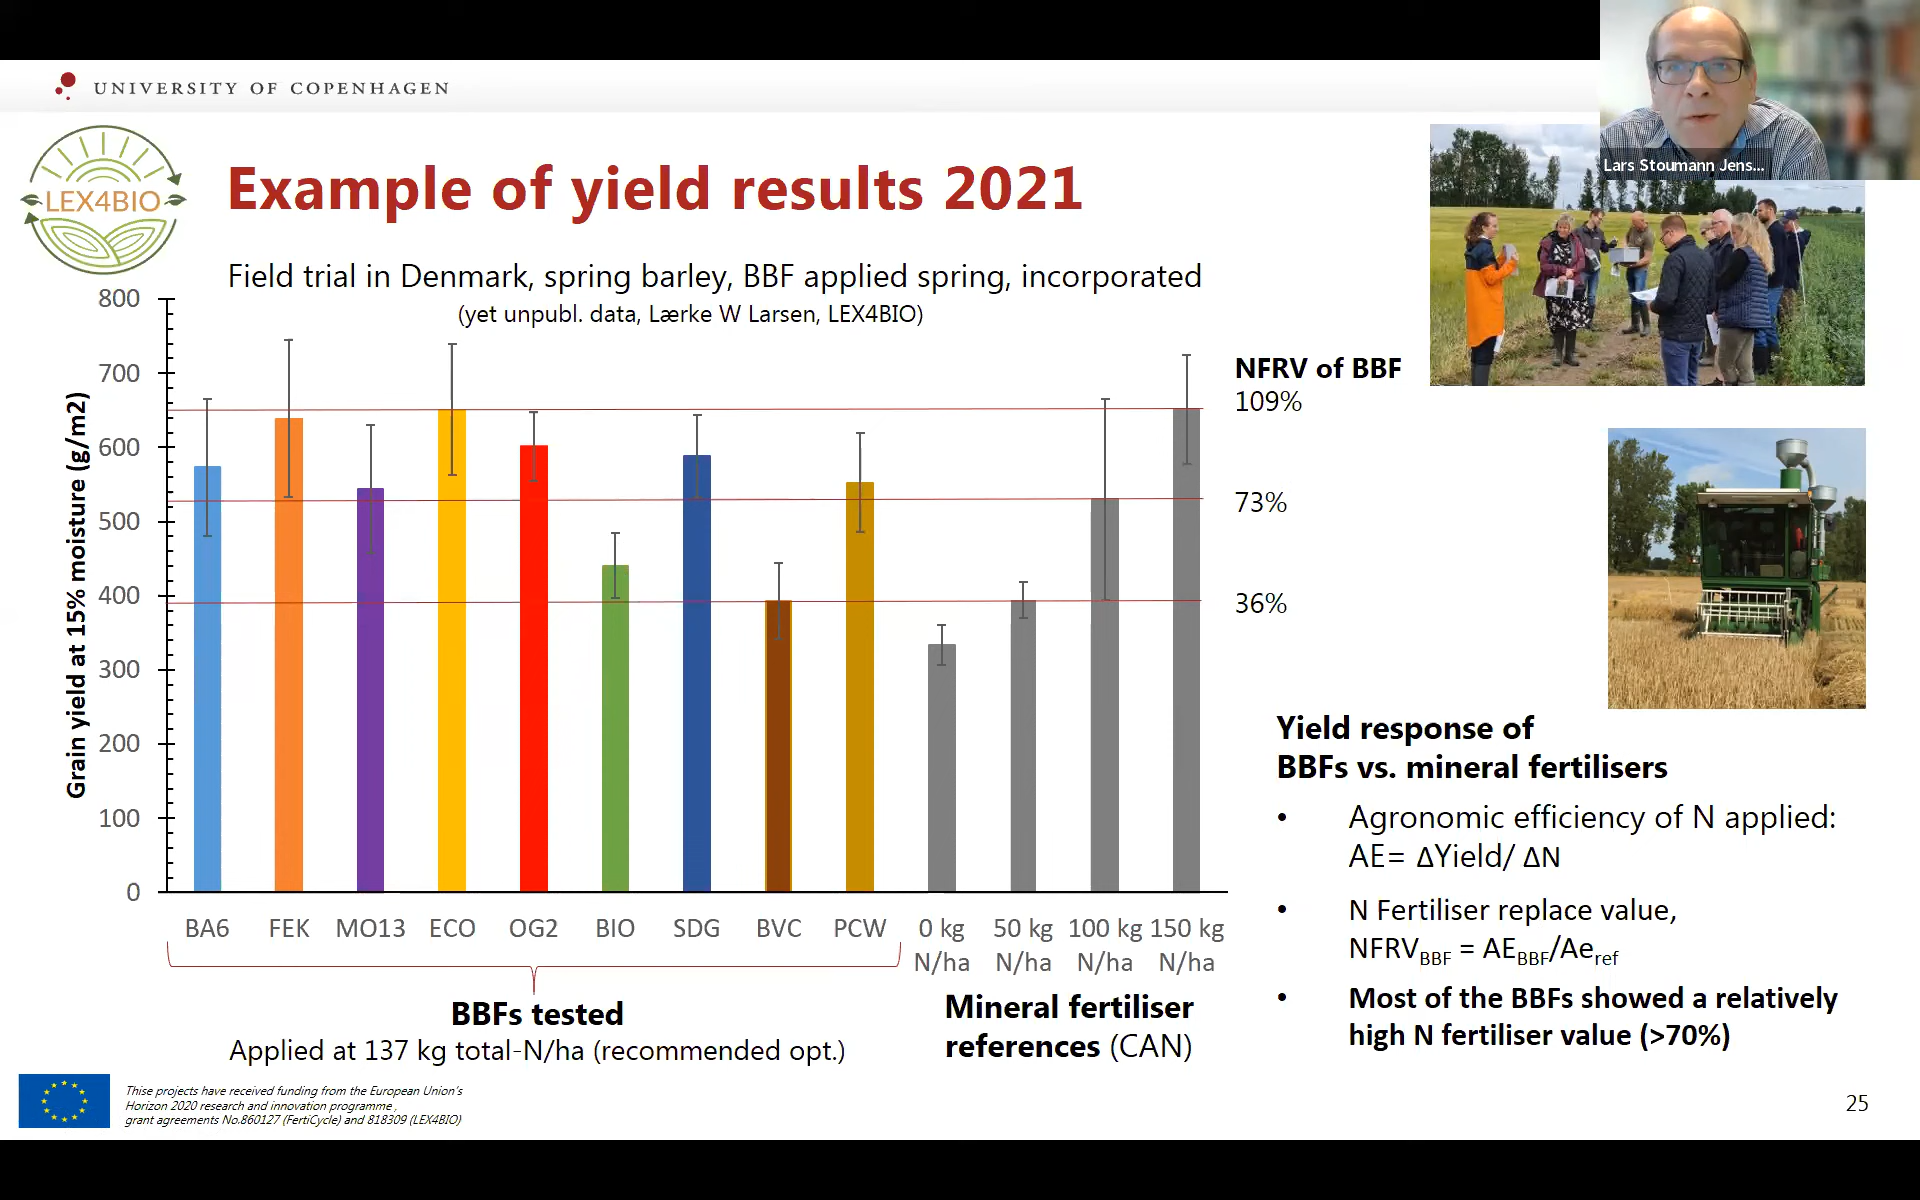 UNIVERSITY OF COPENHAGEN
Lars Stoumann Jens...
LEX4BIO
Example of yield results 2021
Field trial in Denmark, spring barley, BBF applied spring, incorporated
(yet unpubl. data, Lærke W Larsen, LEX4BIO)
Grain yield at 15% moisture (g/m2)
800
700
600
500
400
300
200
100
0
NFRV of BBF
109%
73%
36%
BA6 FEK MO13 ECO OG2 BIO SDG BVC PCW 0 kg 50 kg 100 kg 150 kg
N/ha N/ha N/ha N/ha
BBFs tested
Applied at 137 kg total-N/ha (recommended opt.)
Mineral fertiliser
references (CAN)
Yield response of
BBFs vs. mineral fertilisers
• Agronomic efficiency of N applied:
AE= ΔYield/ ΔN
• N Fertiliser replace value,
NFRVBBF = AEBBF/Aeref
• Most of the BBFs showed a relatively
high N fertiliser value (>70%)
Thise projects have received funding from the European Union's
Horizon 2020 research and innovation programme ,
grant agreements No.860127 (FertiCycle) and 818309 (LEX4BIO)
25